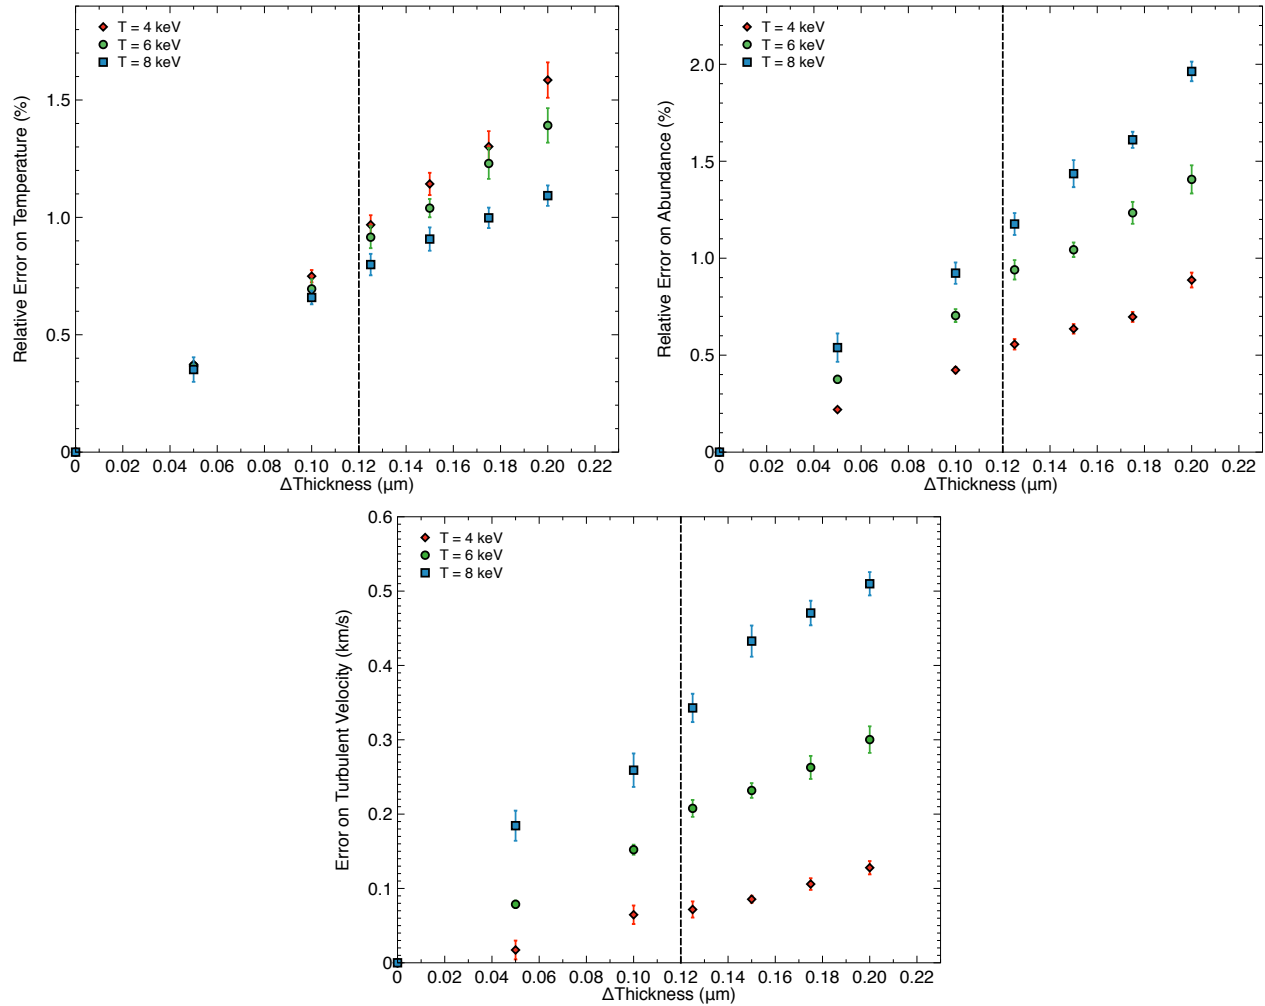 T = 4 keV
T = 6 keV
T = 8 keV
Relative Error on Temperature (%)
1.5
1.0
0.5
0
0 0.02 0.04 0.06 0.08 0.10 0.12 0.14 0.16 0.18 0.20 0.22
ΔThickness (μm)
T = 4 keV
T = 6 keV
T = 8 keV
Relative Error on Abundance (%)
2.0
1.5
1.0
0.5
0
0 0.02 0.04 0.06 0.08 0.10 0.12 0.14 0.16 0.18 0.20 0.22
ΔThickness (μm)
T = 4 keV
T = 6 keV
T = 8 keV
Error on Turbulent Velocity (km/s)
0.6
0.5
0.4
0.3
0.2
0.1
0
0 0.02 0.04 0.06 0.08 0.10 0.12 0.14 0.16 0.18 0.20 0.22
ΔThickness (μm)